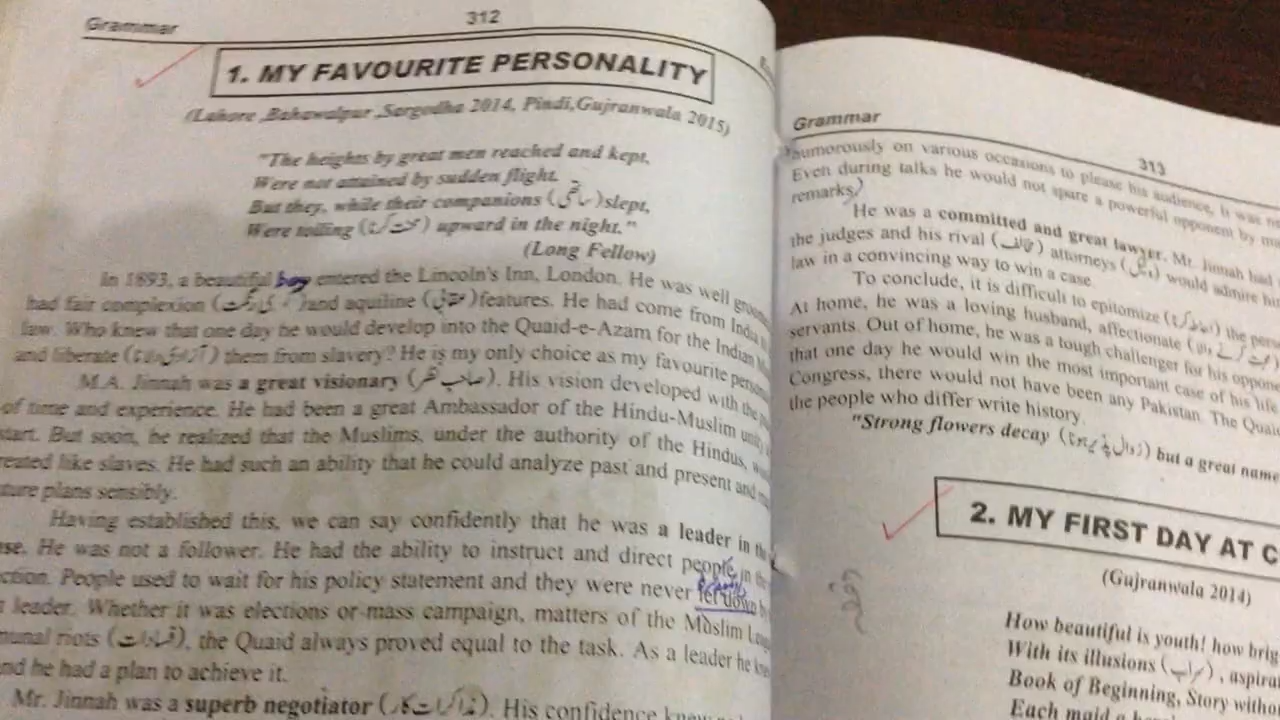 Grammar
312
1. MY FAVOURITE PERSONALITY
(Lahore ,Bahawalpur ,Sargodha 2014, Pindi,Gujranwala 2015)
"The heights by great men reached and kept,
Were not attained by sudden flight.
But they, while their companions (ساتھی) slept,
Were toiling (محنت کرنا) upward in the night."
(Long Fellow)
In 1893, a beautiful boy entered the Lincoln's Inn, London. He was well
had fair complexion and aquiline features. He had come from India
law. Who knew that one day he would develop into the Quaid-e-Azam for the Indian
and liberate (آزاد کروانا) them from slavery? He is my only choice as my favourite
M.A. Jinnah was a great visionary (صاحب نظر). His vision developed with the
of time and experience. He had been a great Ambassador of the Hindu-Muslim unity
start. But soon, he realized that the Muslims, under the authority of the Hindus,
reated like slaves. He had such an ability that he could analyze past and present and
ture plans sensibly.
Having established this, we can say confidently that he was a leader in the
se. He was not a follower. He had the ability to instruct and direct people in the
ction. People used to wait for his policy statement and they were never let down
t leader. Whether it was elections or mass campaign, matters of the Muslim
munal riots (فسادات), the Quaid always proved equal to the task. As a leader he
nd he had a plan to achieve it.
Mr. Jinnah was a superb negotiator (مذاکرات کار). His confidence
Grammar
313
humorously on various occasions to please his audience, it was
Even during talks he would not spare a powerful opponent by
remarks.
He was a committed and great lawyer. Mr. Jinnah had
the judges and his rival (مخالف) attorneys (وکیل) would admire
law in a convincing way to win a case.
To conclude, it is difficult to epitomize the
At home, he was a loving husband, affectionate
servants. Out of home, he was a tough challenger for his
that one day he would win the most important case of his life
Congress, there would not have been any Pakistan. The
the people who differ write history.
"Strong flowers decay (زوال پذیر ہونا) but a great name
2. MY FIRST DAY AT C
(Gujranwala 2014)
How beautiful is youth! how brig
With its illusions (سراب), aspira
Book of Beginning, Story witho
Each maid a